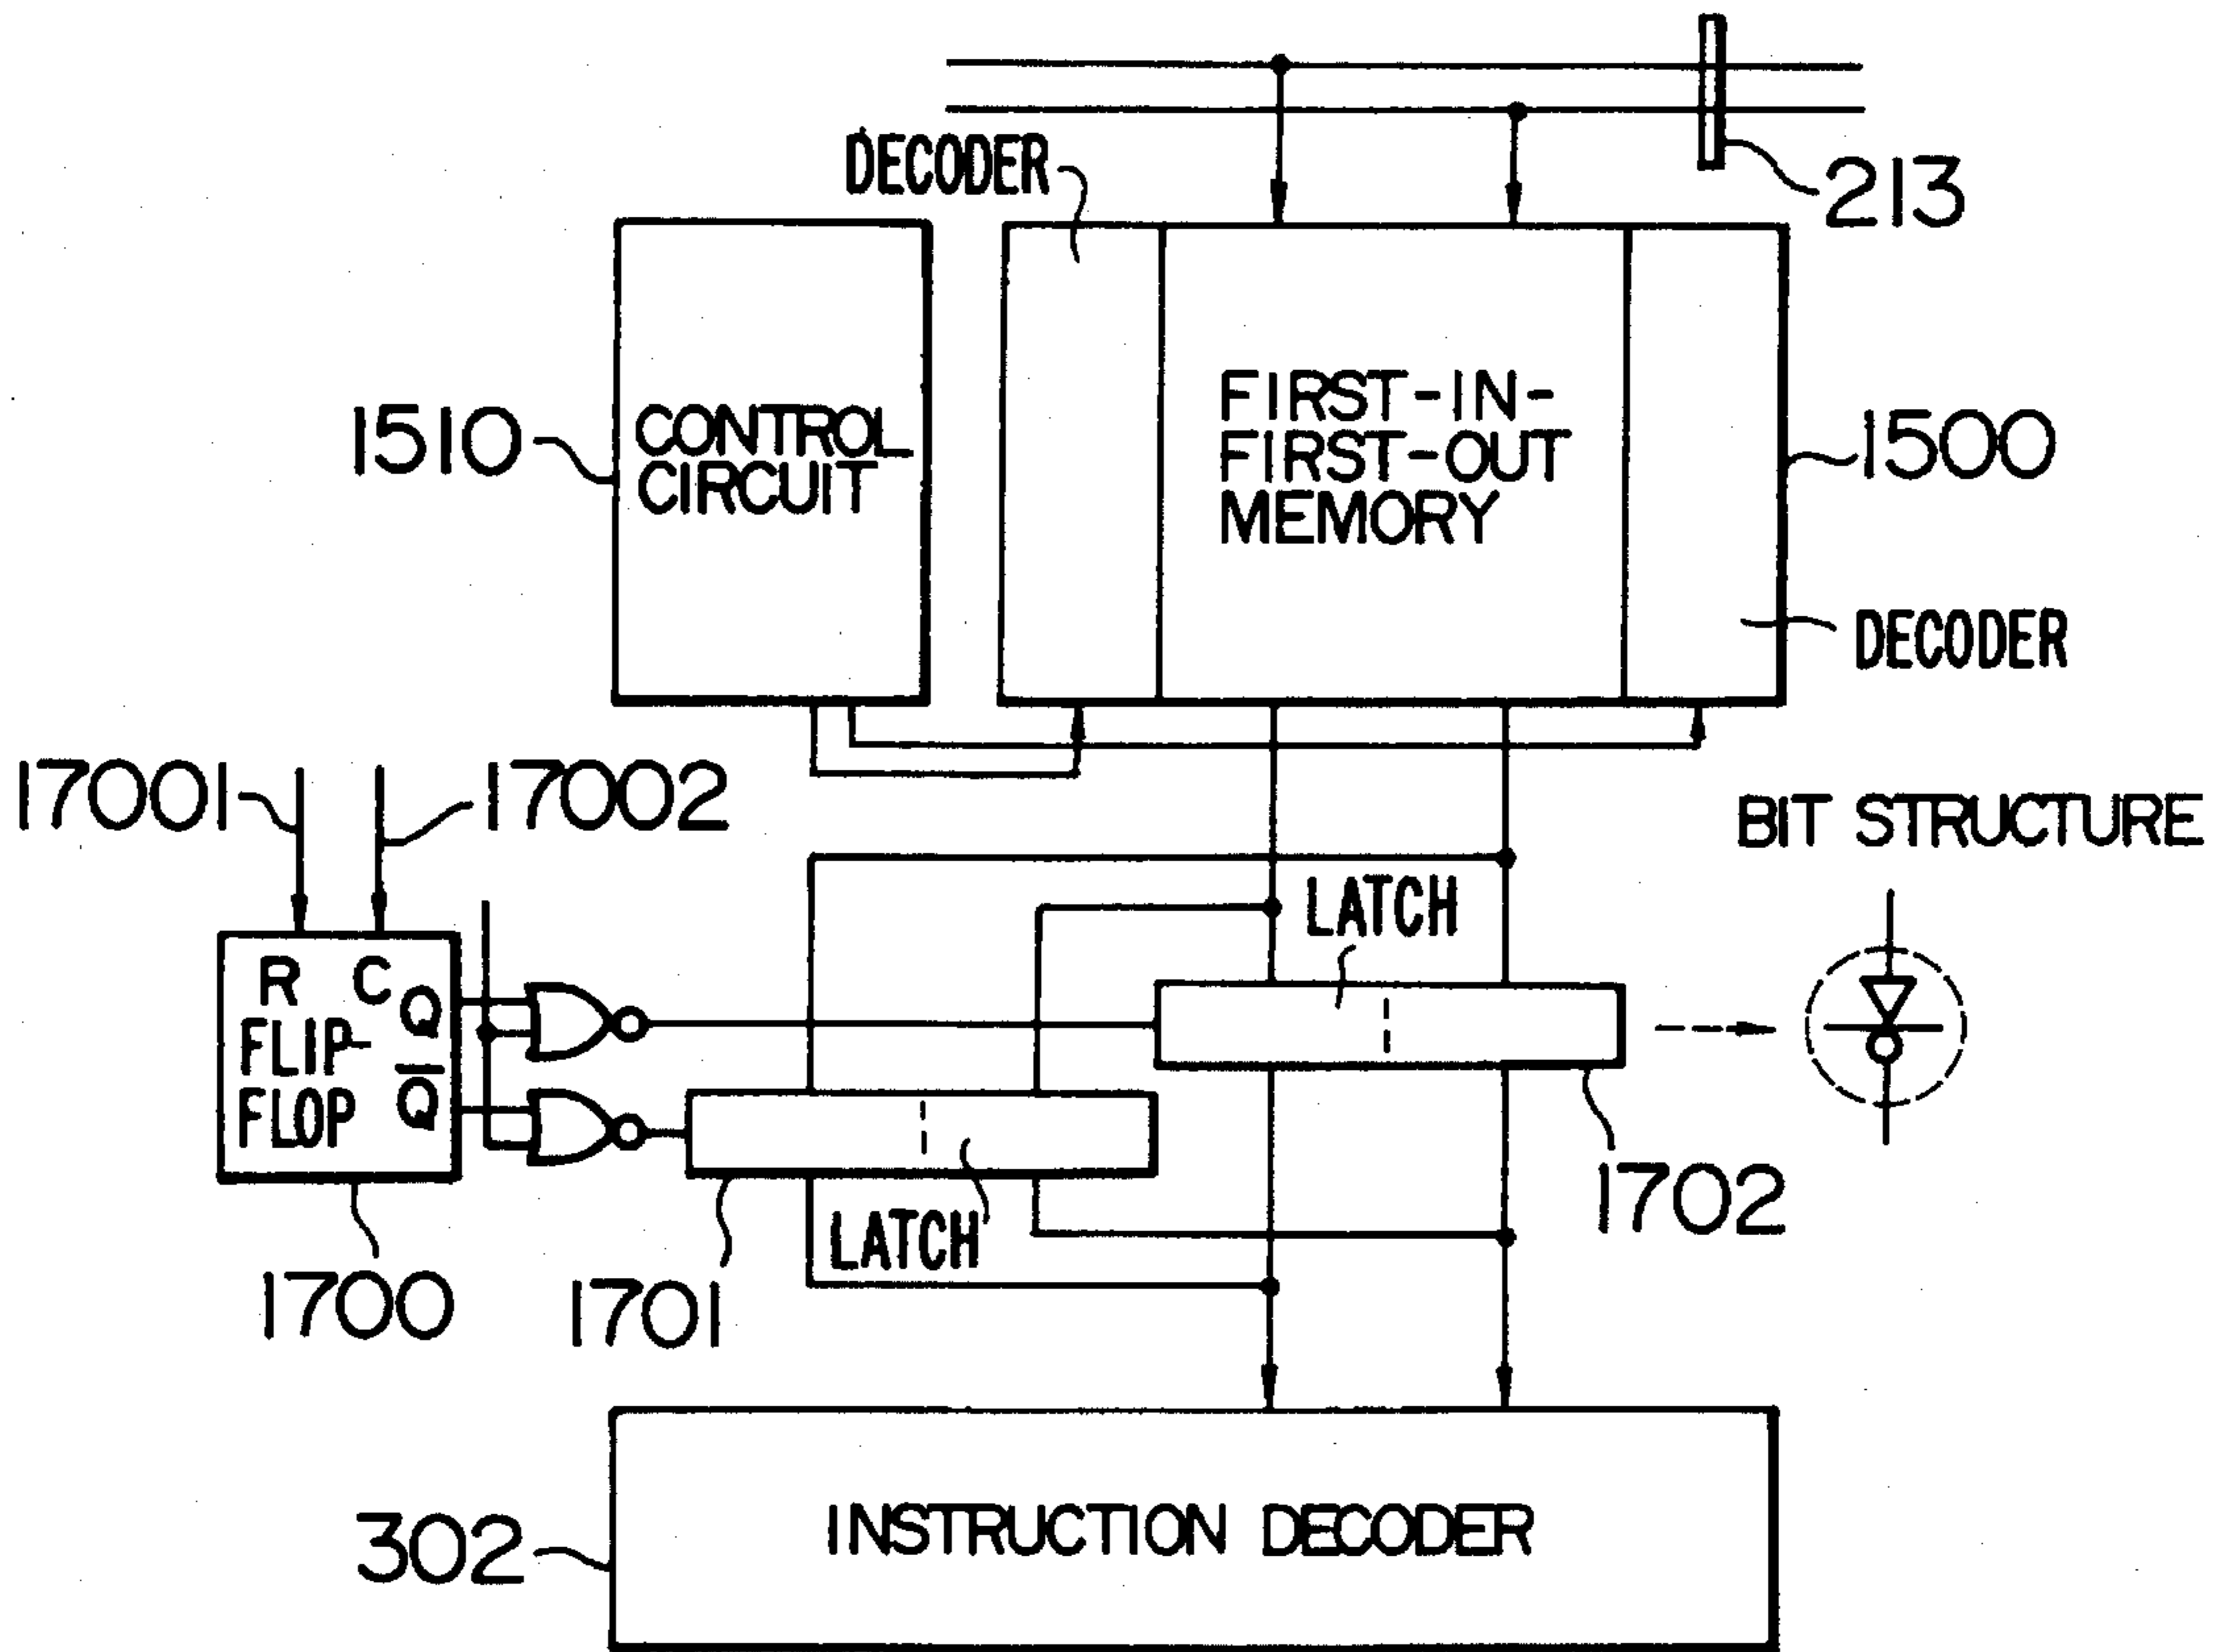 DECODER
213
1510
CONTROL
CIRCUIT
FIRST-IN-
FIRST-OUT
MEMORY
1500
DECODER
17001
17002
BIT STRUCTURE
LATCH
R C
Q
FLIP-
FLOP
Q̅
1702
LATCH
1700
1701
302
INSTRUCTION DECODER